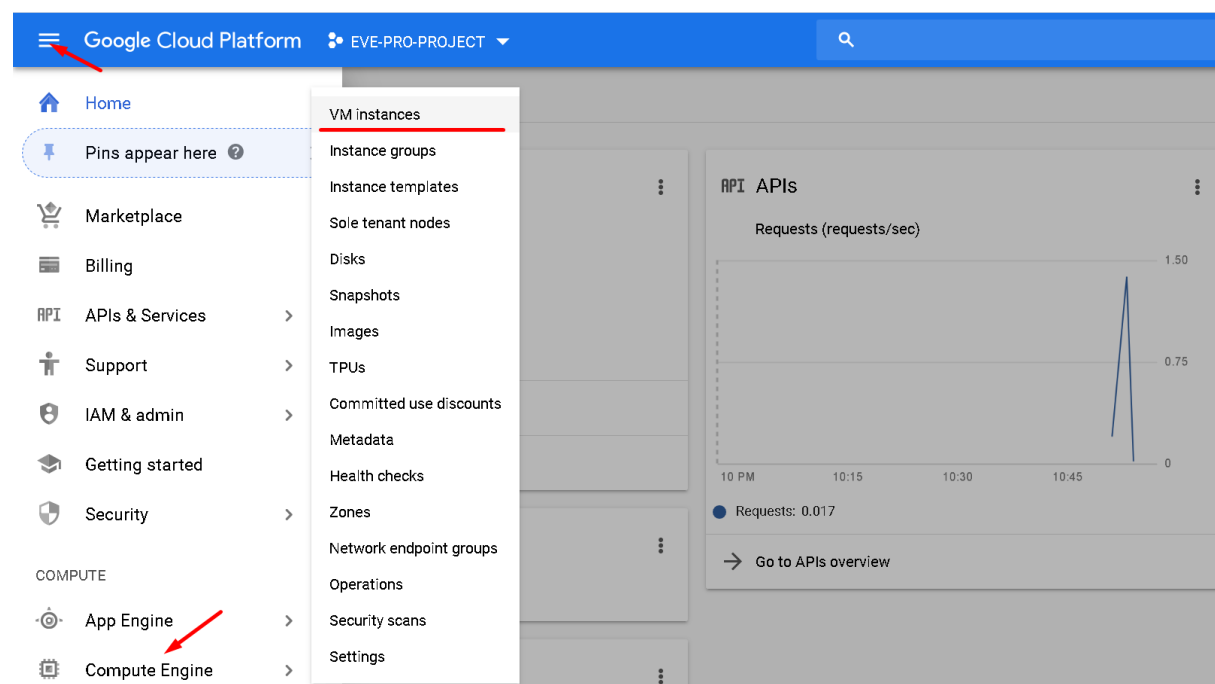 Google Cloud Platform EVE-PRO-PROJECT
Home
Pins appear here ?
Marketplace
Billing
API APIs & Services
Support
IAM & admin
Getting started
Security
COMPUTE
App Engine
Compute Engine
VM instances
Instance groups
Instance templates
Sole tenant nodes
Disks
Snapshots
Images
TPUs
Committed use discounts
Metadata
Health checks
Zones
Network endpoint groups
Operations
Security scans
Settings
API APIs
Requests (requests/sec)
1.50
0.75
0
10 PM 10:15 10:30 10:45
Requests: 0.017
Go to APIs overview